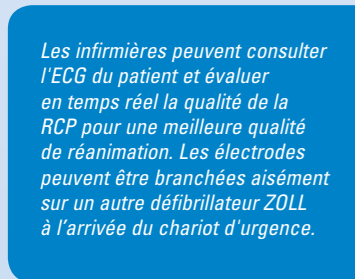 Les infirmières peuvent consulter
l'ECG du patient et évaluer
en temps réel la qualité de la
RCP pour une meilleure qualité
de réanimation. Les électrodes
peuvent être branchées aisément
sur un autre défibrillateur ZOLL
à l’arrivée du chariot d'urgence.